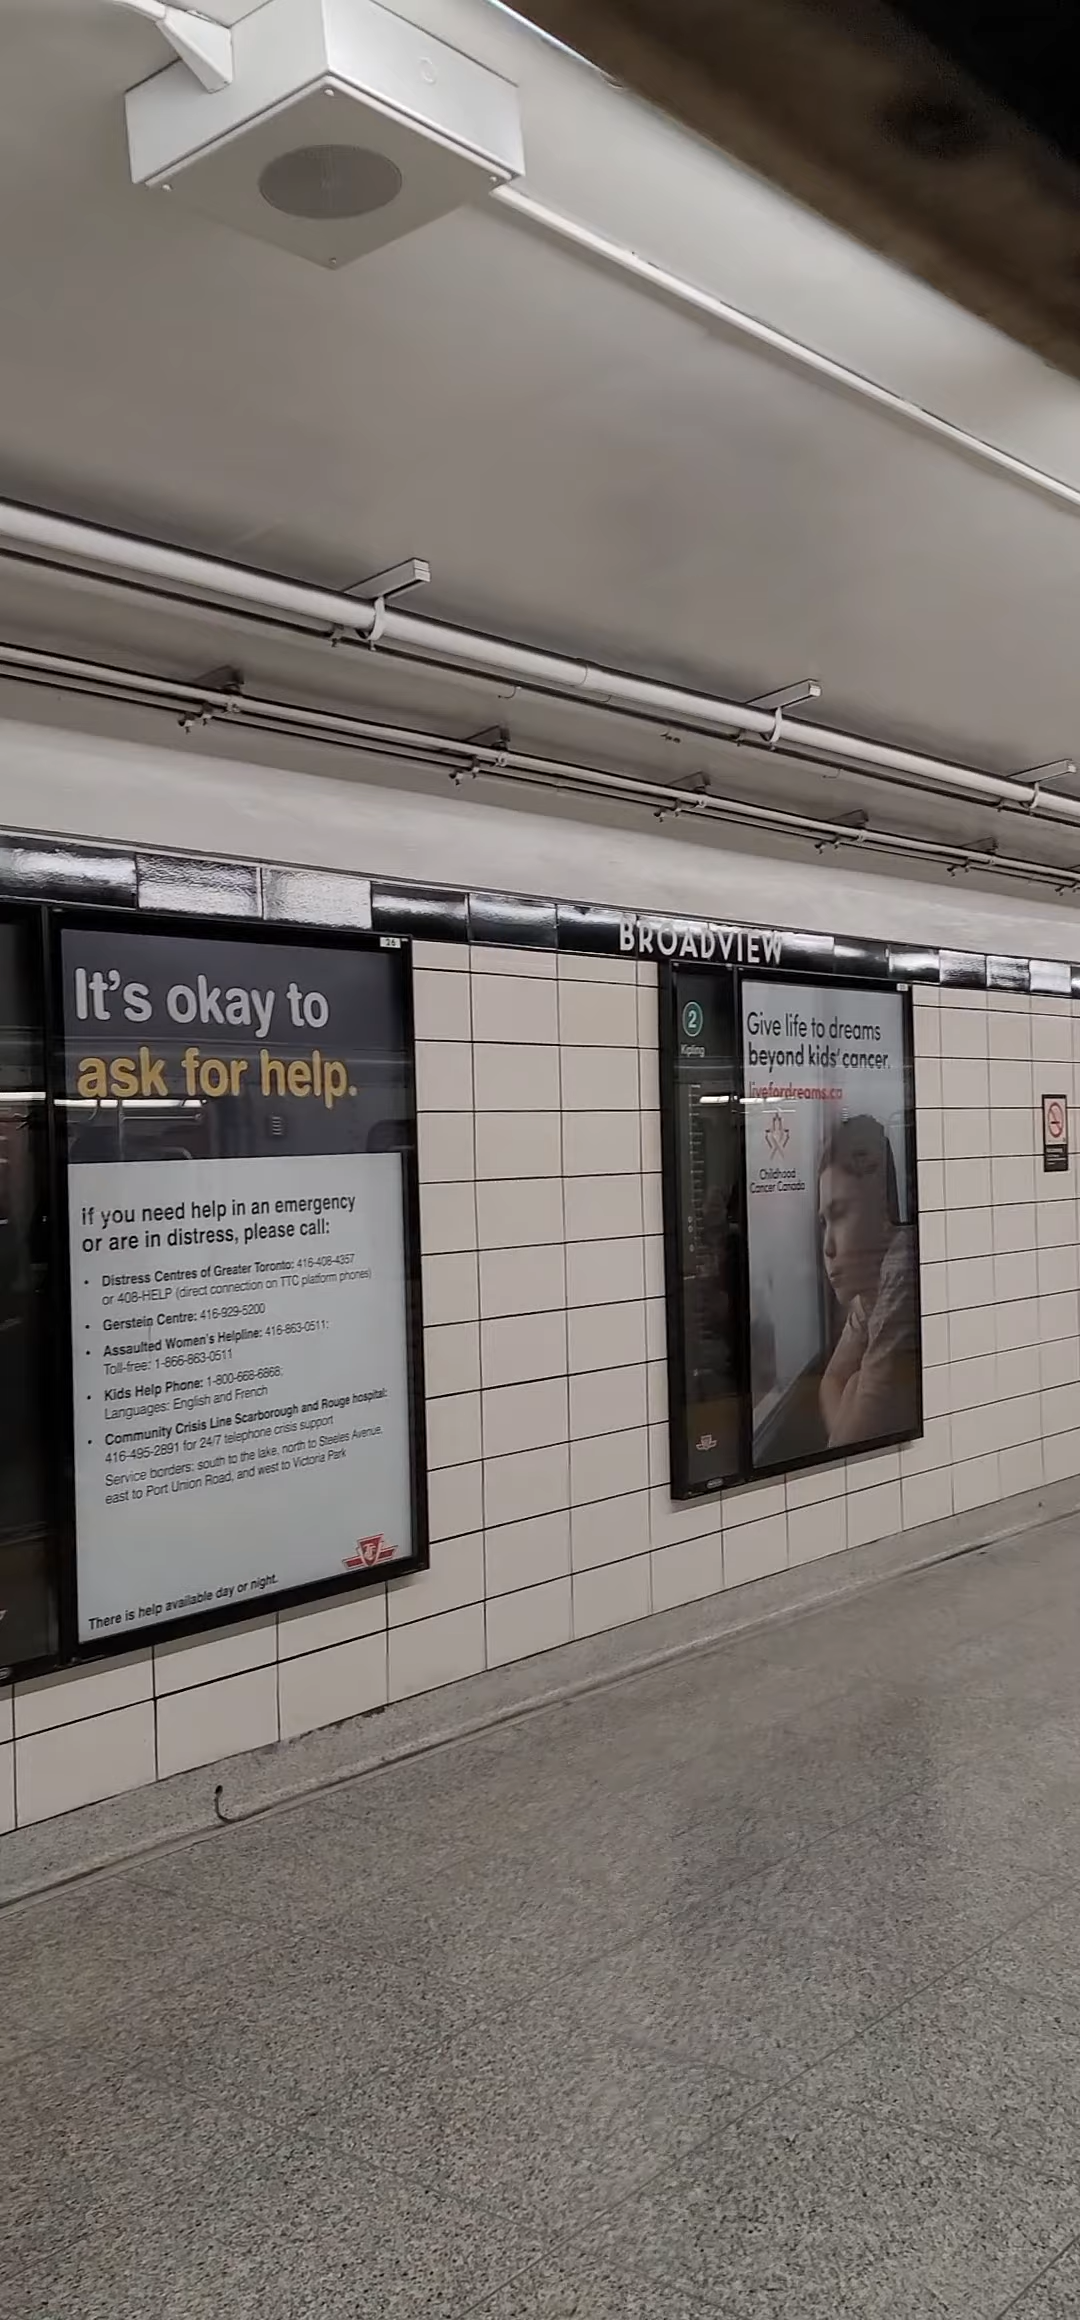 26
It's okay to
ask for help.
if you need help in an emergency
or are in distress, please call:
• Distress Centres of Greater Toronto: 416-408-4357
or 408-HELP (direct connection on TTC platform phones)
• Gerstein Centre: 416-929-5200
• Assaulted Women's Helpline: 416-863-0511:
Toll-free: 1-866-863-0511
• Kids Help Phone: 1-800-668-6868:
Languages: English and French
• Community Crisis Line Scarborough and Rouge hospital:
416-495-2891 for 24/7 telephone crisis support
Service borders: south to the lake, north to Steeles Avenue,
east to Port Union Road, and west to Victoria Park
There is help available day or night.
BROADVIEW
2
Kipling
Give life to dreams
beyond kids' cancer.
livefordreams.ca
Childhood
Cancer Canada